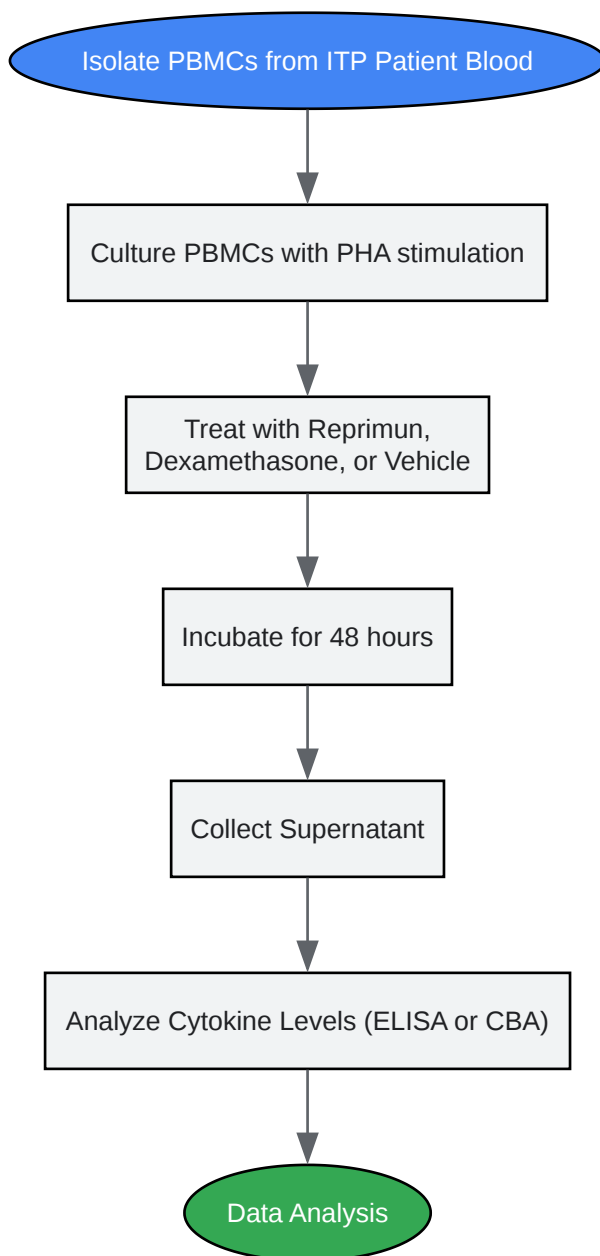 Isolate PBMCs from ITP Patient Blood
Culture PBMCs with PHA stimulation
Treat with Reprimun,
Dexamethasone, or Vehicle
Incubate for 48 hours
Collect Supernatant
Analyze Cytokine Levels (ELISA or CBA)
Data Analysis